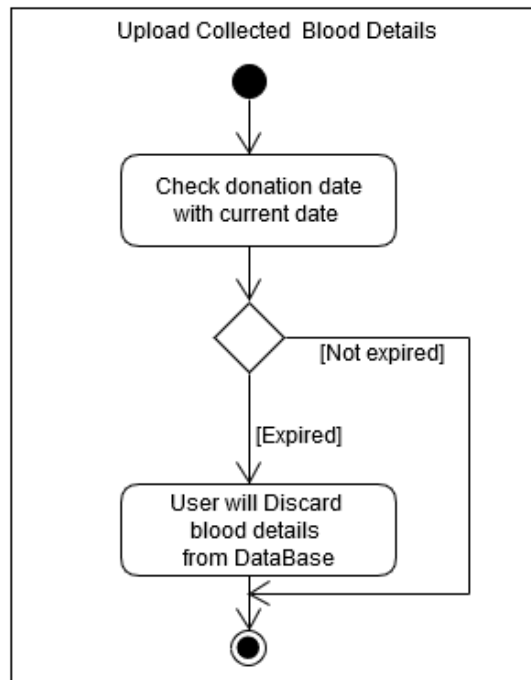 Upload Collected  Blood Details
Check donation date
with current date
[Not expired]
[Expired]
User will Discard
blood details
from DataBase